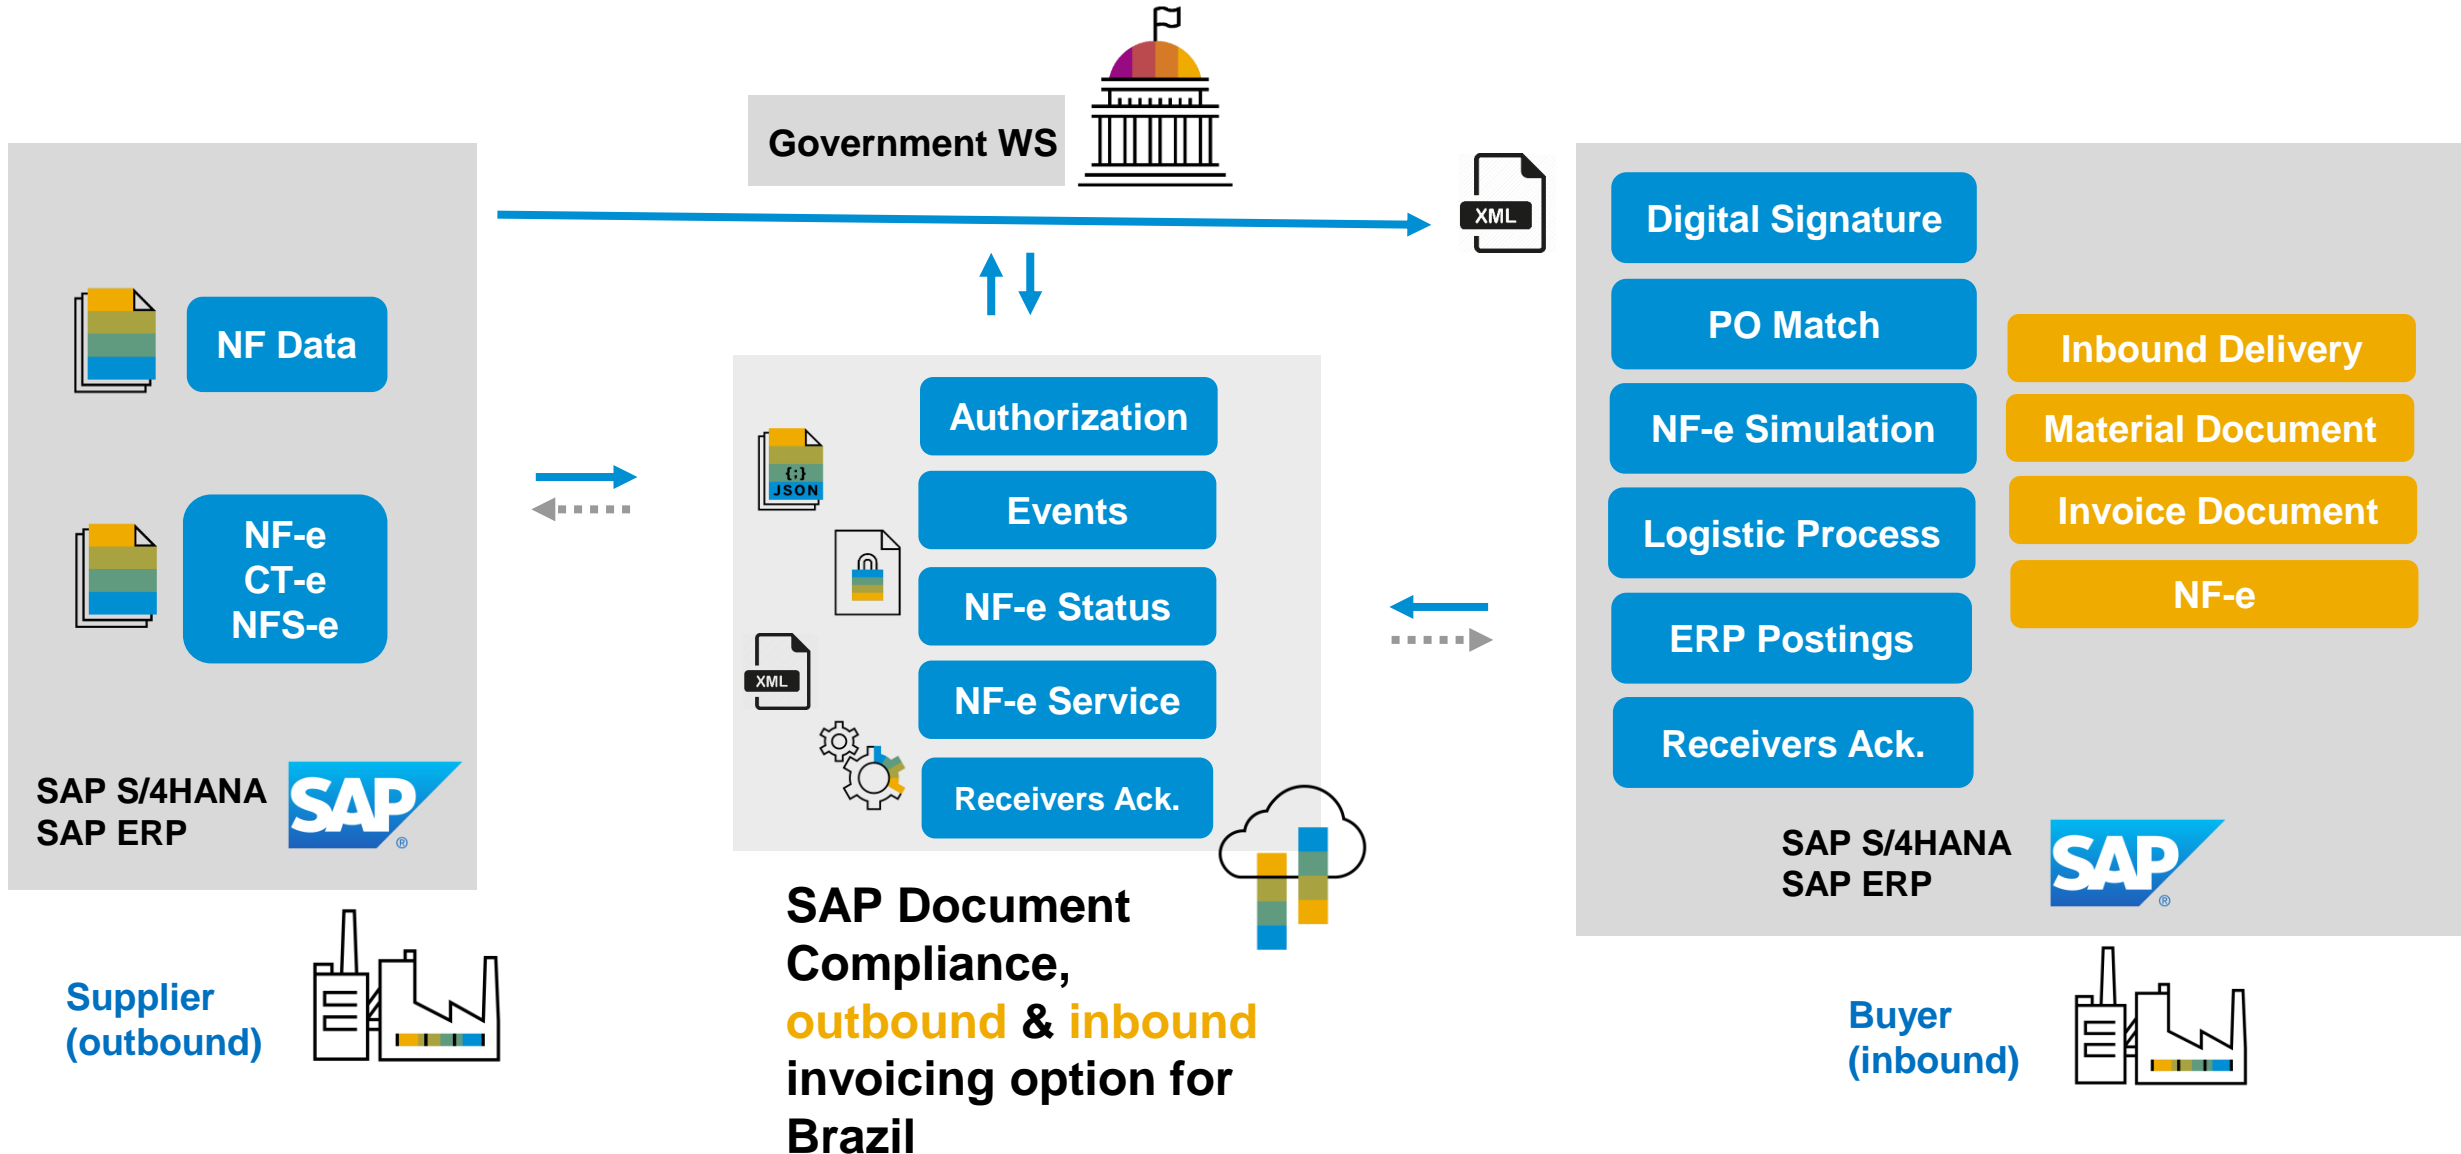 Government WS
XML
NF Data
NF-e
CT-e
NFS-e
SAP S/4HANA
SAP ERP
SAP
®
Supplier
(outbound)
{;}
JSON
XML
Authorization
Events
NF-e Status
NF-e Service
Receivers Ack.
SAP Document
Compliance,
outbound & inbound
invoicing option for
Brazil
Digital Signature
PO Match
NF-e Simulation
Logistic Process
ERP Postings
Receivers Ack.
Inbound Delivery
Material Document
Invoice Document
NF-e
SAP S/4HANA
SAP ERP
SAP
®
Buyer
(inbound)